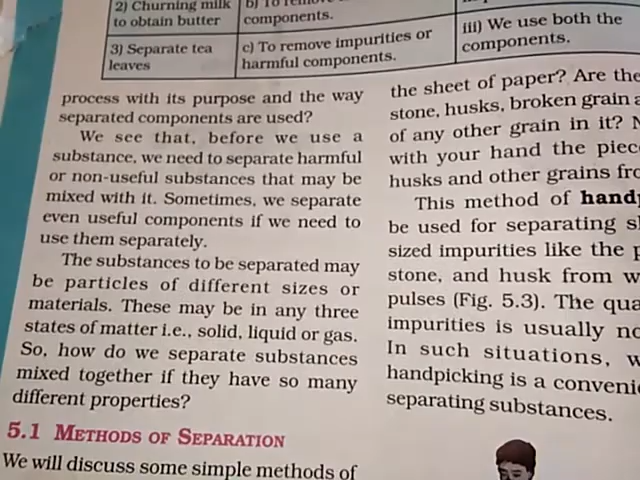 2) Churning milk
to obtain butter
components.
3) Separate tea
leaves
c) To remove impurities or
harmful components.
iii) We use both the
components.
process with its purpose and the way
separated components are used?
We see that, before we use a
substance, we need to separate harmful
or non-useful substances that may be
mixed with it. Sometimes, we separate
even useful components if we need to
use them separately.
The substances to be separated may
be particles of different sizes or
materials. These may be in any three
states of matter i.e., solid, liquid or gas.
So, how do we separate substances
mixed together if they have so many
different properties?
5.1 METHODS OF SEPARATION
We will discuss some simple methods of
the sheet of paper? Are the
stone, husks, broken grain
of any other grain in it?
with your hand the
husks and other grains
This method of
be used for separating
sized impurities like the
stone, and husk from
pulses (Fig. 5.3). The
impurities is usually
In such situations,
handpicking is a
separating substances.